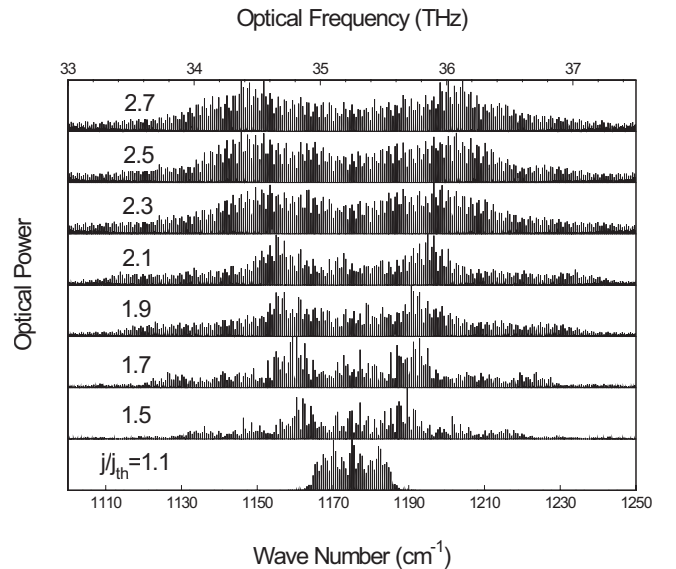 Optical Frequency (THz)
33 34 35 36 37
2.7
2.5
2.3
2.1
1.9
1.7
1.5
j/jth=1.1
Optical Power
1110 1130 1150 1170 1190 1210 1230 1250
Wave Number (cm-1)